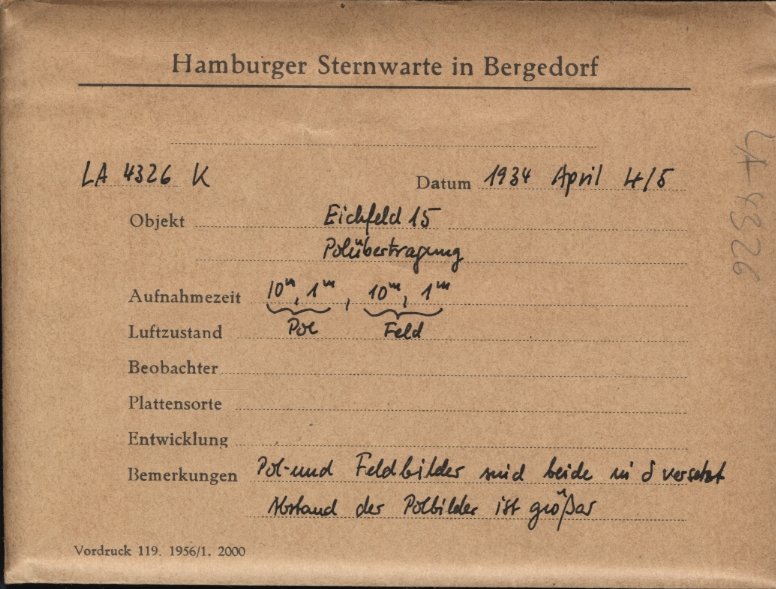 Hamburger Sternwarte in Bergedorf
LA 4326 K Datum 1934 April 4/5
Objekt Eichfeld 15
Polübertragung
Aufnahmezeit 10m, 1m, 10m, 1m
Luftzustand Pol Feld
Beobachter
Plattensorte
Entwicklung
Bemerkungen Pol- und Feldbilder sind beide in δ versetzt
Abstand der Polbilder ist größer
Vordruck 119. 1956/1. 2000
LA 4326